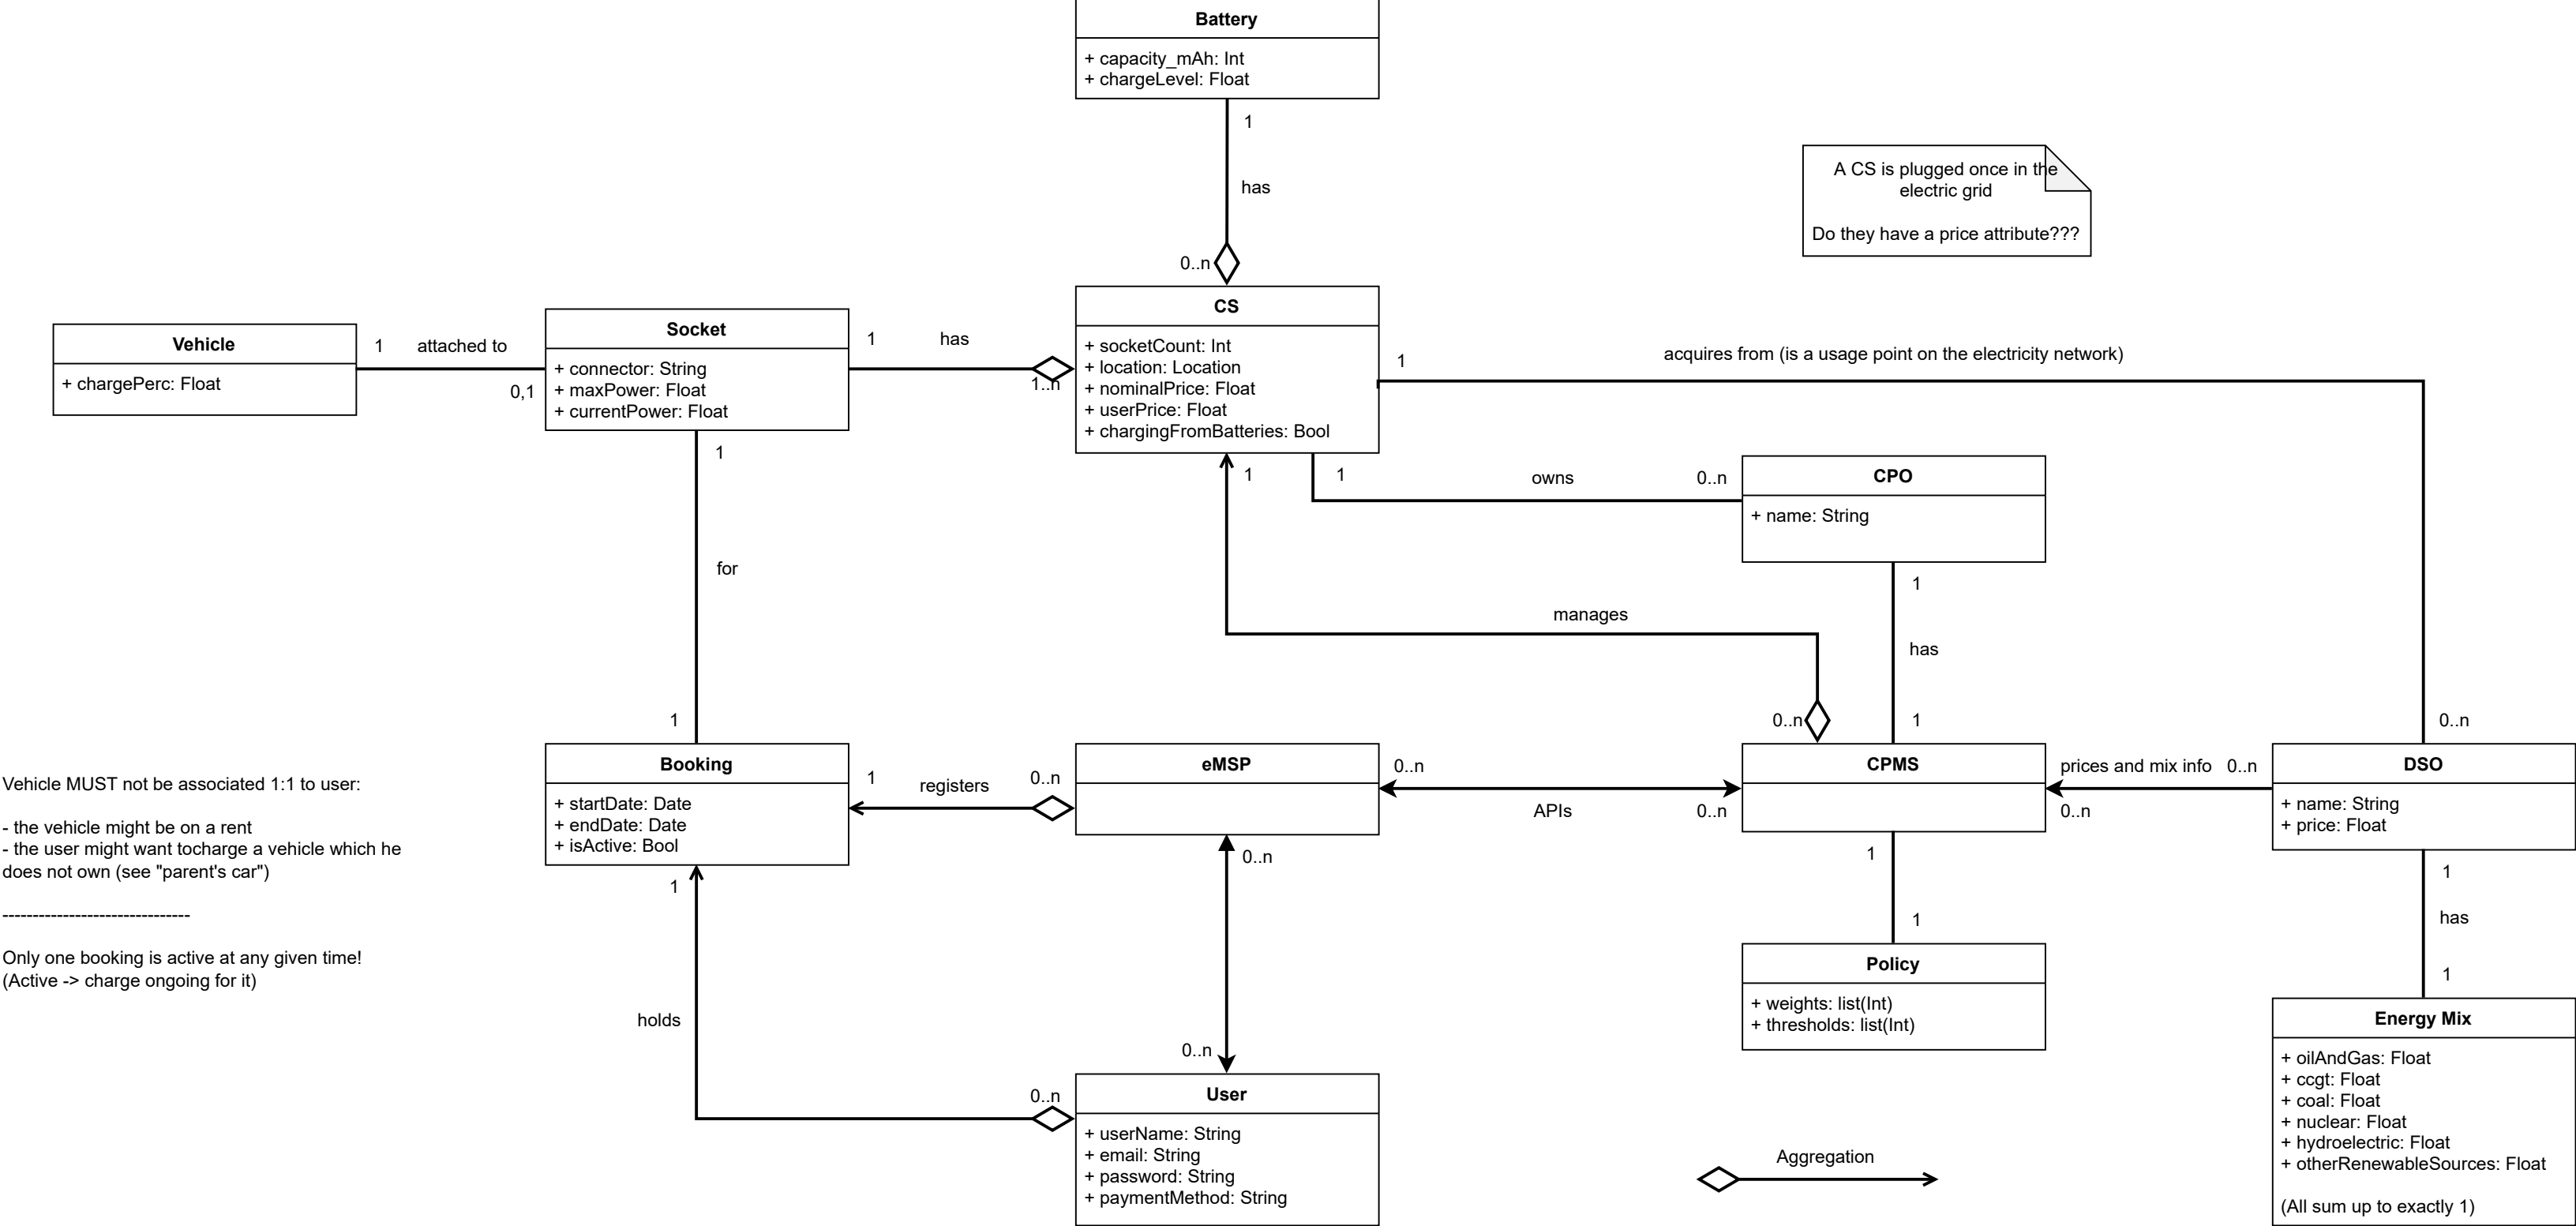 Battery
+ capacity_mAh: Int
+ chargeLevel: Float
1
has
0..n
A CS is plugged once in the
electric grid
Do they have a price attribute???
Vehicle
+ chargePerc: Float
1
attached to
0,1
Socket
+ connector: String
+ maxPower: Float
+ currentPower: Float
1
has
1..n
CS
+ socketCount: Int
+ location: Location
+ nominalPrice: Float
+ userPrice: Float
+ chargingFromBatteries: Bool
1
acquires from (is a usage point on the electricity network)
0..n
1
owns
0..n
CPO
+ name: String
1
has
1
1
manages
0..n
1
for
1
Booking
+ startDate: Date
+ endDate: Date
+ isActive: Bool
1
registers
0..n
eMSP
0..n
APIs
0..n
CPMS
prices and mix info
0..n
0..n
DSO
+ name: String
+ price: Float
Vehicle MUST not be associated 1:1 to user:
- the vehicle might be on a rent
- the user might want tocharge a vehicle which he
does not own (see "parent's car")
-------------------------------
Only one booking is active at any given time!
(Active -> charge ongoing for it)
1
holds
0..n
0..n
0..n
User
+ userName: String
+ email: String
+ password: String
+ paymentMethod: String
1
1
Policy
+ weights: list(Int)
+ thresholds: list(Int)
1
has
1
Energy Mix
+ oilAndGas: Float
+ ccgt: Float
+ coal: Float
+ nuclear: Float
+ hydroelectric: Float
+ otherRenewableSources: Float
(All sum up to exactly 1)
Aggregation